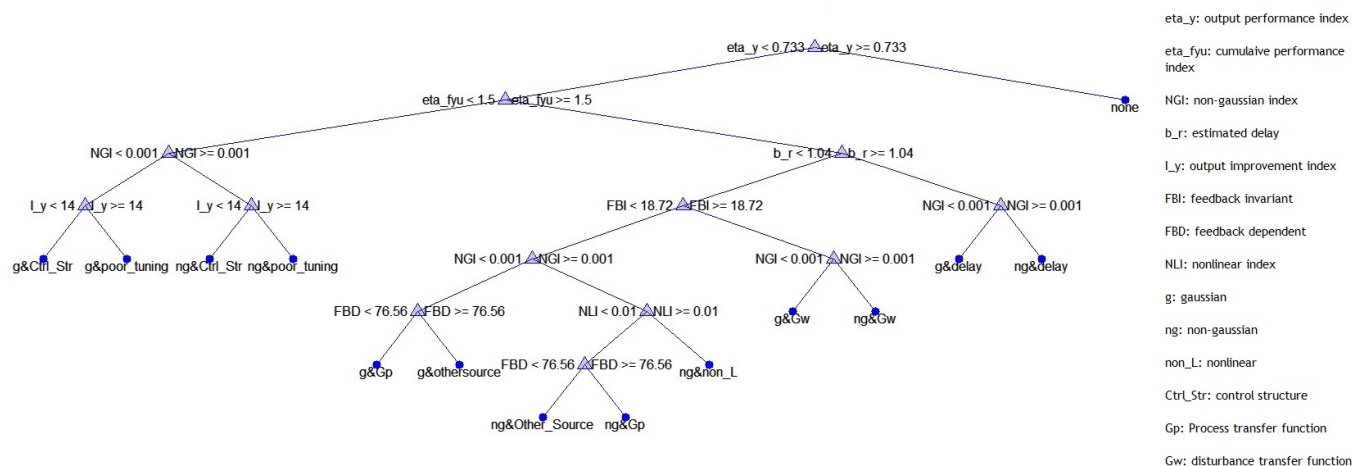 eta_y: output performance index
eta_y < 0.733 eta_y >= 0.733
eta_fyu: cumulaive performance
index
eta_fyu < 1.5 eta_fyu >= 1.5
none
NGI: non-gaussian index
b_r: estimated delay
NGI < 0.001 NGI >= 0.001
b_r < 1.04 b_r >= 1.04
I_y: output improvement index
I_y < 14 I_y >= 14
I_y < 14 I_y >= 14
FBI < 18.72 FBI >= 18.72
NGI < 0.001 NGI >= 0.001
FBI: feedback invariant
FBD: feedback dependent
g&Ctrl_Str
g&poor_tuning
ng&Ctrl_Str
ng&poor_tuning
NGI < 0.001 NGI >= 0.001
NGI < 0.001 NGI >= 0.001
g&delay
ng&delay
NLI: nonlinear index
g: gaussian
FBD < 76.56 FBD >= 76.56
NLI < 0.01 NLI >= 0.01
g&Gw
ng&Gw
ng: non-gaussian
g&Gp
g&othersource
FBD < 76.56 FBD >= 76.56
ng&non_L
non_L: nonlinear
Ctrl_Str: control structure
ng&Other_Source
ng&Gp
Gp: Process transfer function
Gw: disturbance transfer function